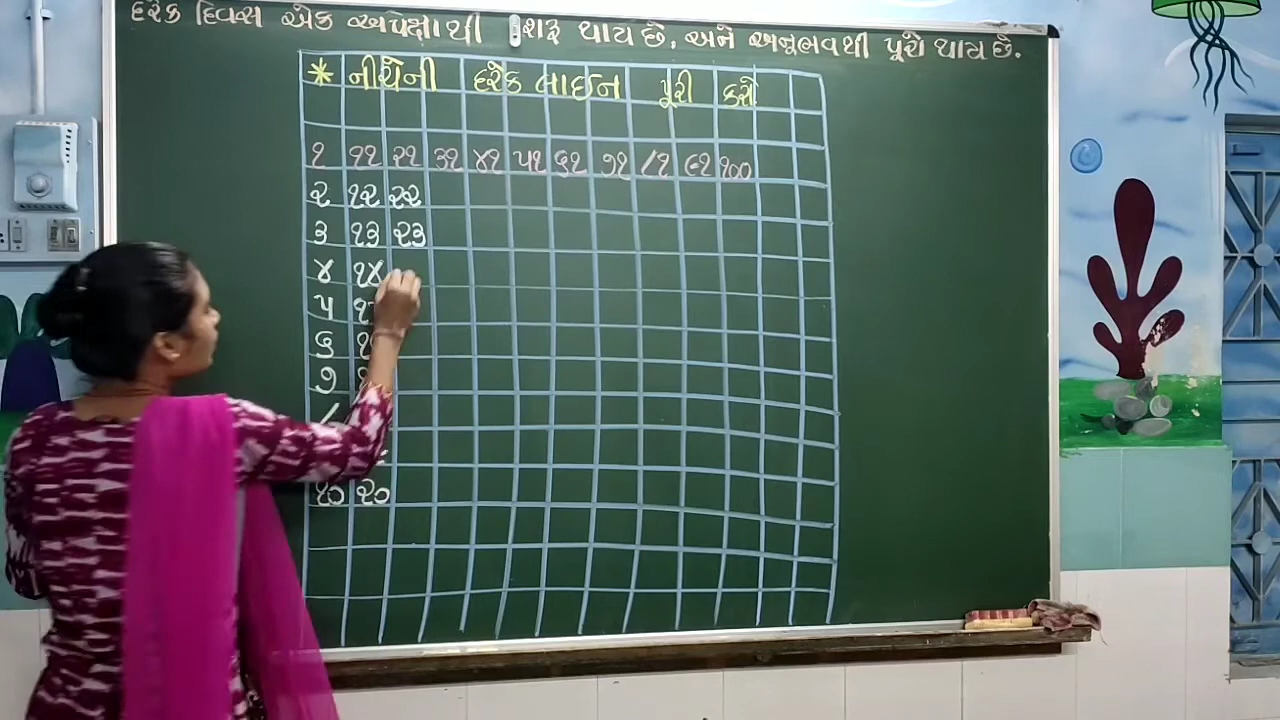 દરેક દિવસ એક અપેક્ષાથી શરૂ થાય છે, અને અનુભવથી પૂરો થાય છે.
* નીચેની દરેક લાઈન પૂરી કરો
૧ ૧૧ ૨૧ ૩૧ ૪૧ ૫૧ ૬૧ ૭૧ ૮૧ ૯૧ ૧૦૦
૨ ૧૨ ૨૨
૩ ૧૩ ૨૩
૪ ૧૪
૫
૬
૭
૧૦ ૨૦